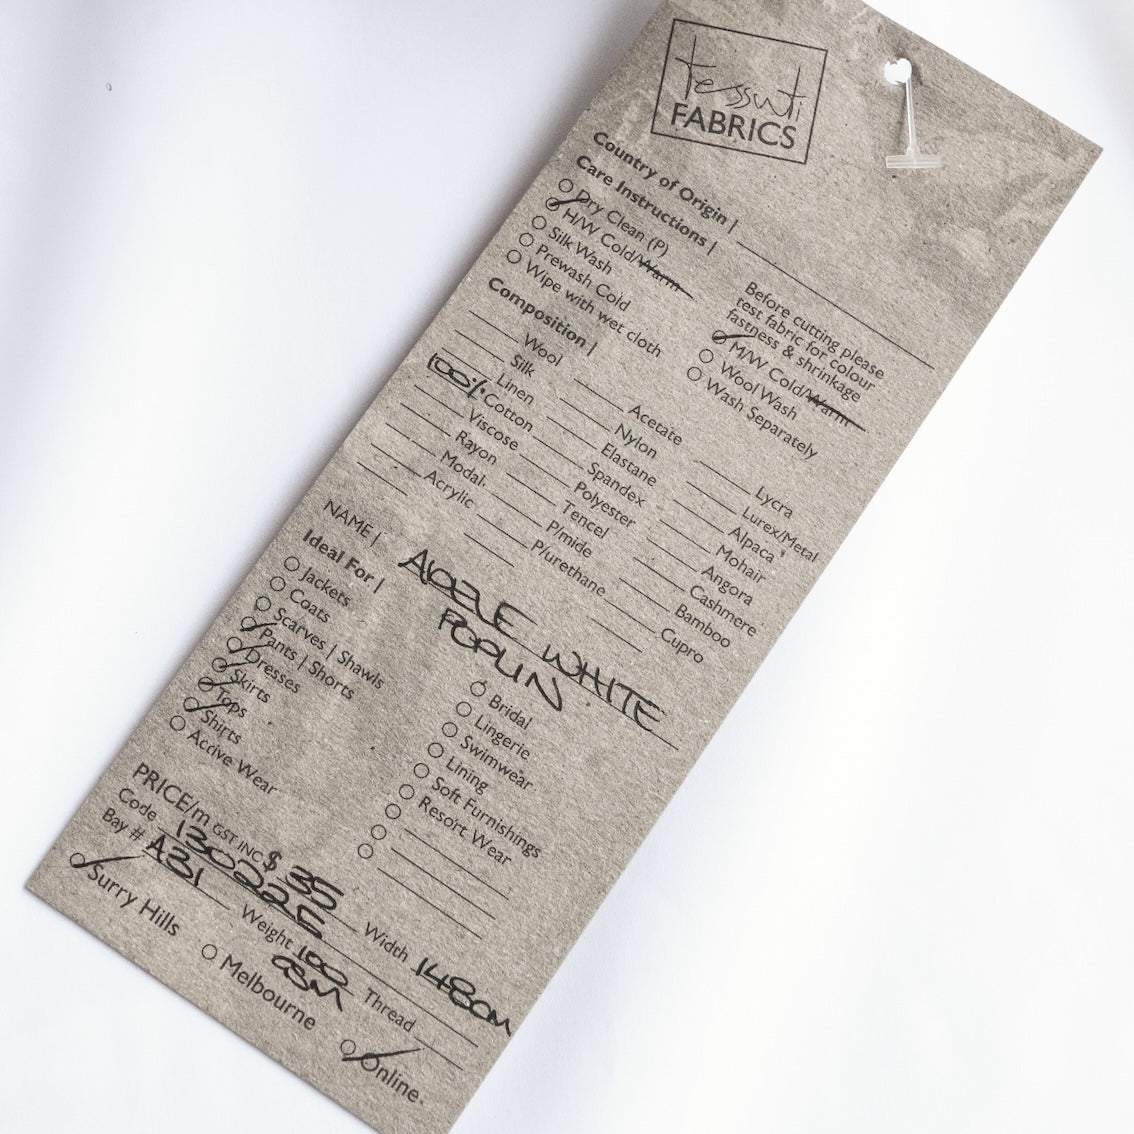 tessuti
FABRICS
Country of Origin |
Care Instructions |
Dry Clean (P)
H/W Cold/Warm
Silk Wash
Prewash Cold
Wipe with wet cloth
Before cutting please
test fabric for colour
fastness & shrinkage
M/W Cold/Warm
Wool Wash
Wash Separately
Composition |
Wool
Silk
Linen
100% Cotton
Viscose
Rayon
Modal
Acrylic
Acetate
Nylon
Elastane
Spandex
Polyester
Tencel
P/mide
P/urethane
Lycra
Lurex/Metal
Alpaca
Mohair
Angora
Cashmere
Bamboo
Cupro
NAME | ADELE WHITE
POPLIN
Ideal For |
Jackets
Coats
Scarves | Shawls
Pants | Shorts
Dresses
Skirts
Tops
Shirts
Active Wear
Bridal
Lingerie
Swimwear
Lining
Soft Furnishings
Resort Wear
PRICE/m GST INC $ 35
Code 130225 Width 148cm
Bay # A31 Weight 100 GSM Thread
Surry Hills Melbourne Online